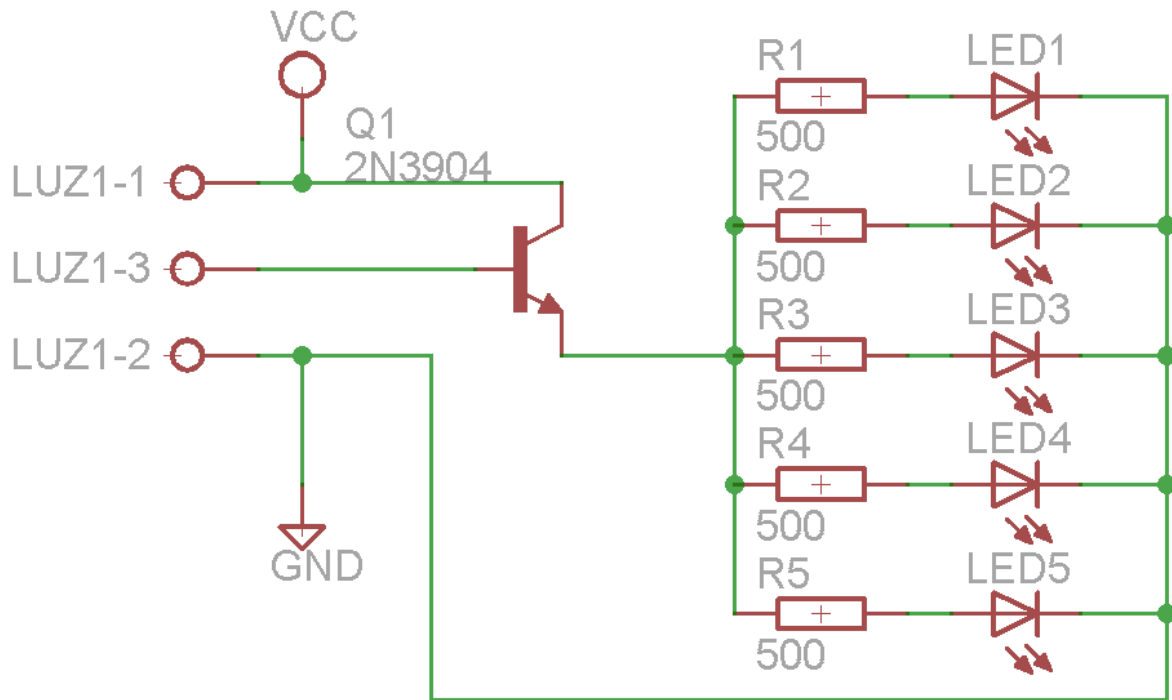 VCC
Q1
2N3904
LUZ1-1
LUZ1-3
LUZ1-2
GND
R1
500
LED1
R2
500
LED2
R3
500
LED3
R4
500
LED4
R5
500
LED5